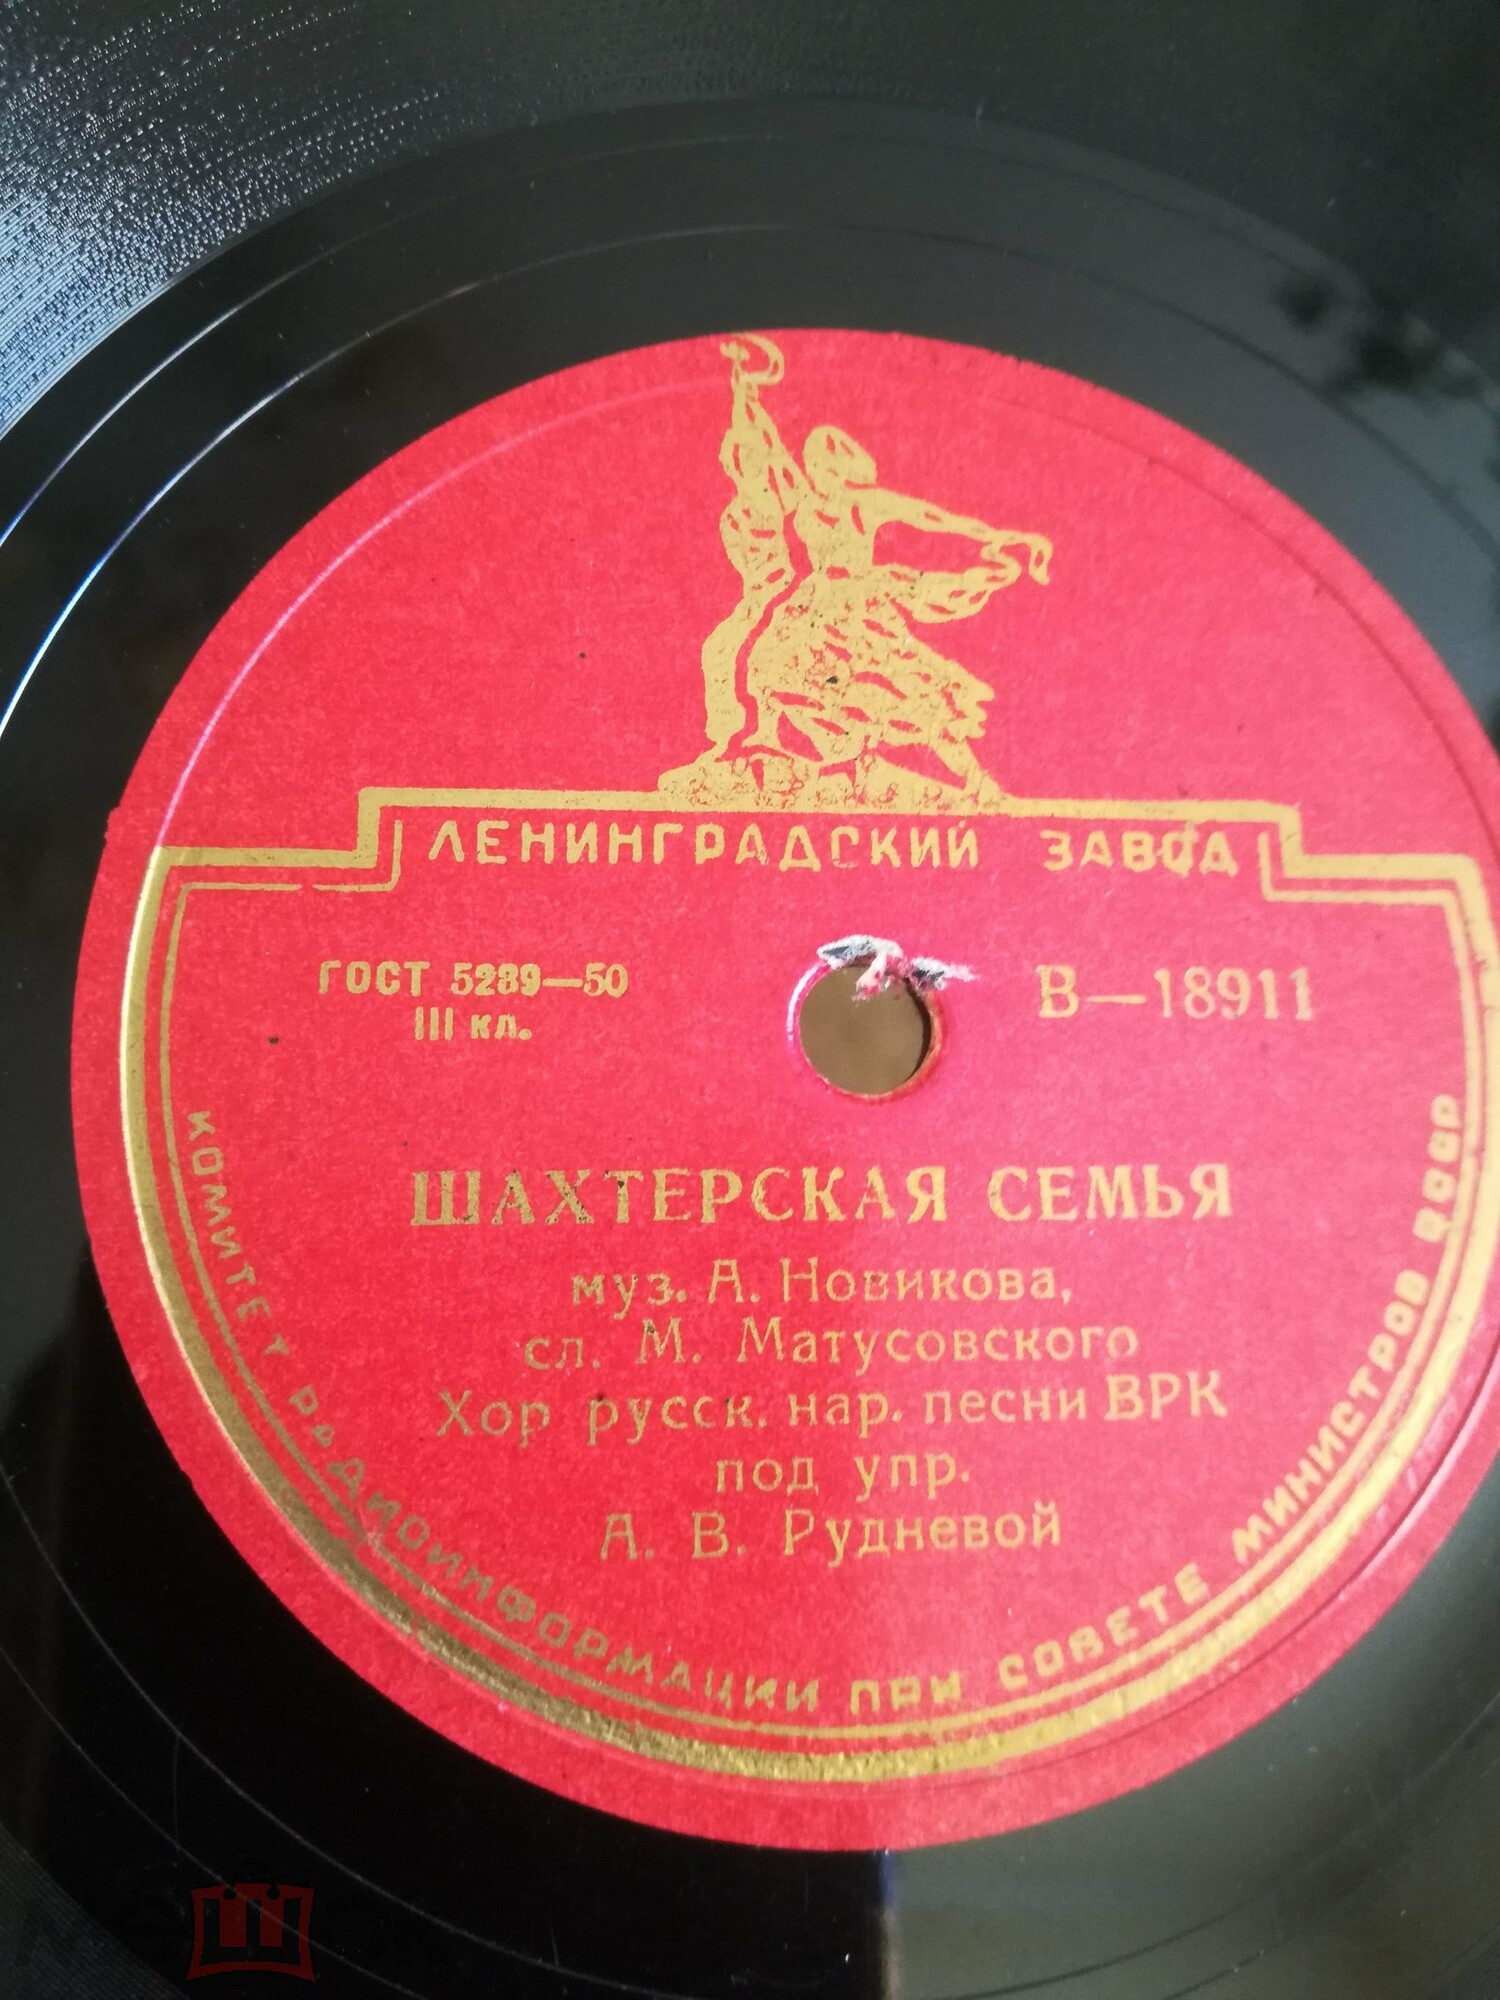 ЛЕНИНГРАДСКИЙ ЗАВОД
ГОСТ 5289—50
III кл.
В—18911
ШАХТЕРСКАЯ СЕМЬЯ
муз. А. Новикова,
сл. М. Матусовского
Хор русск. нар. песни ВРК
под упр.
А. В. Рудневой
КОМИТЕТ РАДИОИНФОРМАЦИИ ПРИ СОВЕТЕ МИНИСТРОВ СССР